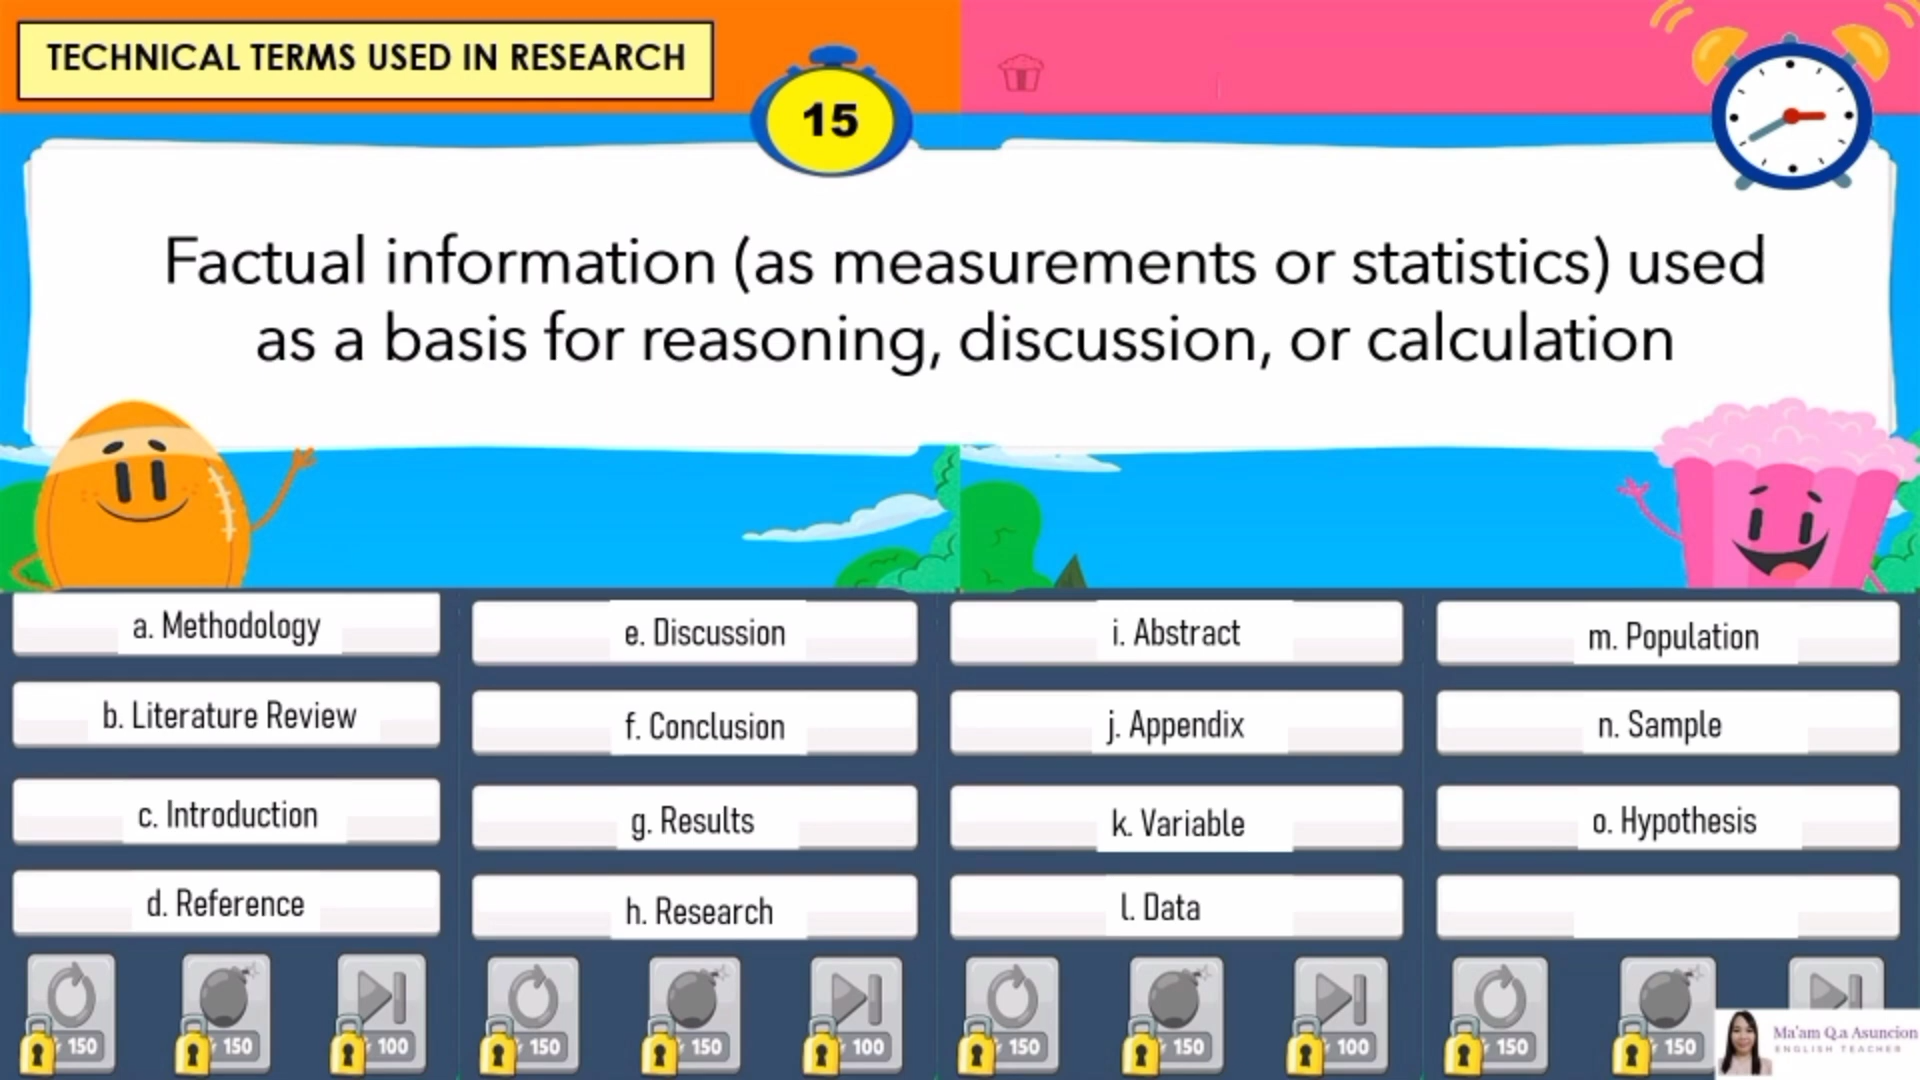 TECHNICAL TERMS USED IN RESEARCH
15
Factual information (as measurements or statistics) used
as a basis for reasoning, discussion, or calculation
a. Methodology
e. Discussion
i. Abstract
m. Population
b. Literature Review
f. Conclusion
j. Appendix
n. Sample
c. Introduction
g. Results
k. Variable
o. Hypothesis
d. Reference
h. Research
l. Data
150
150
100
150
150
100
150
150
100
150
150
Ma'am Q.a Asuncion
ENGLISH TEACHER